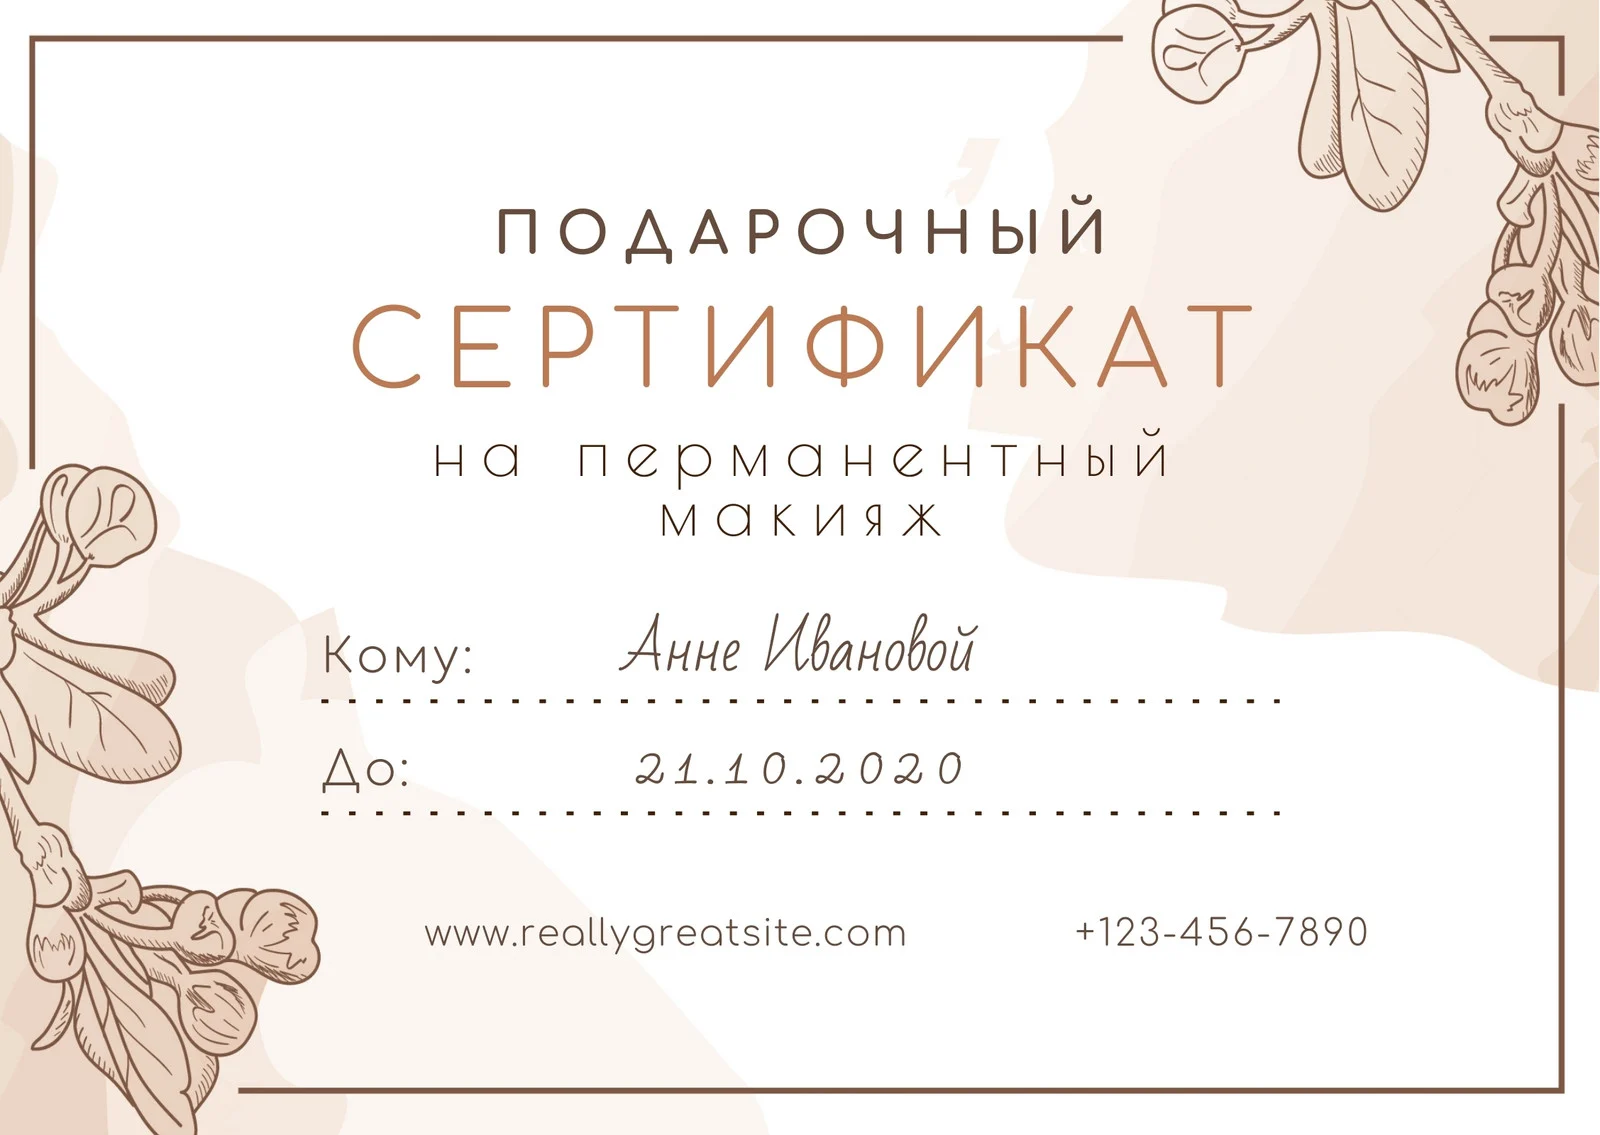 ПОДАРОЧНЫЙ
СЕРТИФИКАТ
на перманентный
макияж
Кому: Анне Ивановой
До: 21.10.2020
www.reallygreatsite.com +123-456-7890